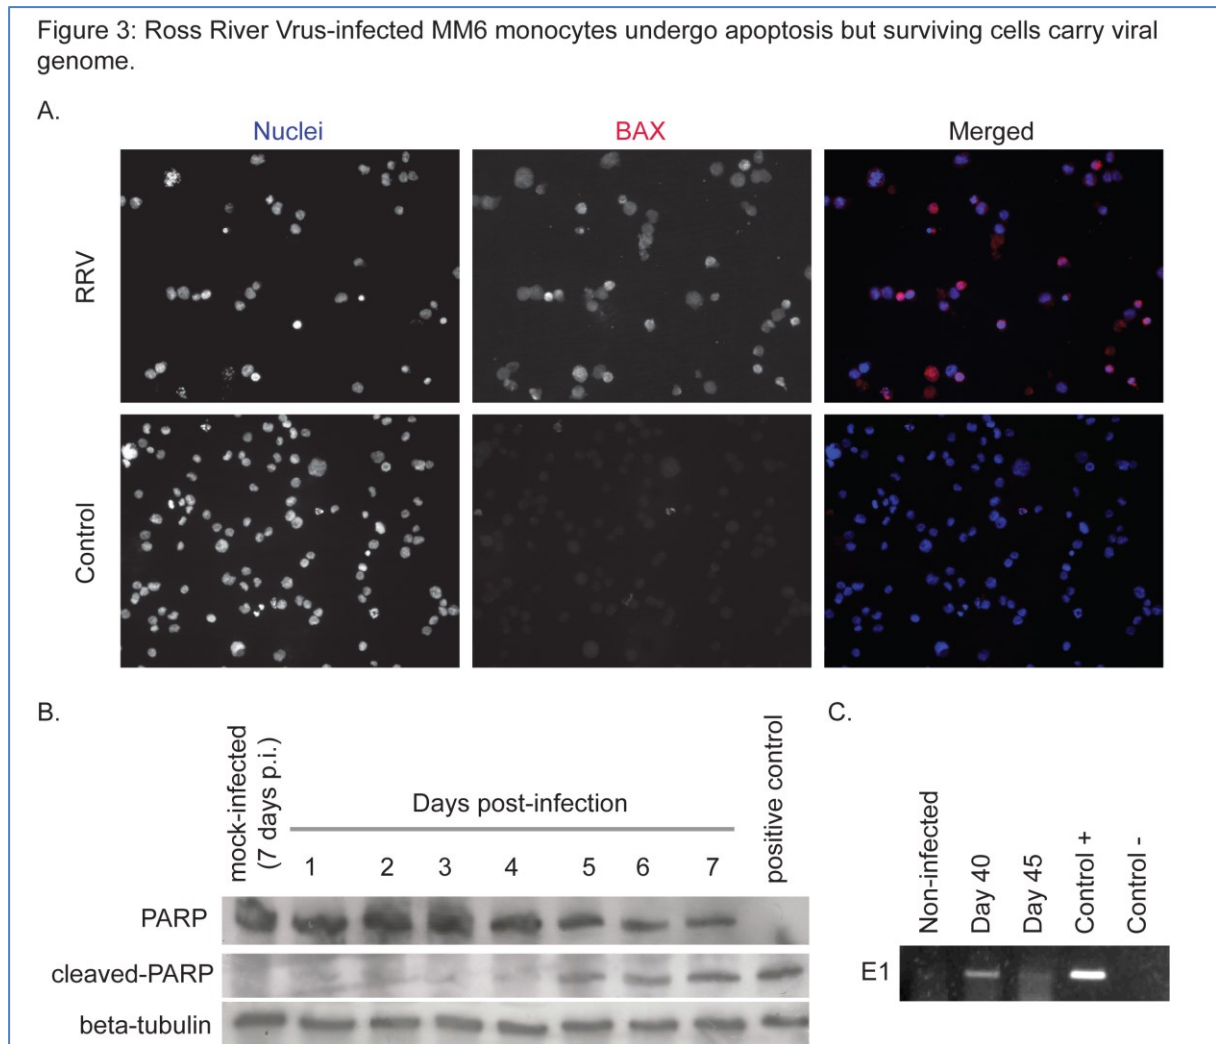 Figure 3: Ross River Vrus-infected MM6 monocytes undergo apoptosis but surviving cells carry viral
genome.
A.
Nuclei
BAX
Merged
RRV
Control
B.
mock-infected
(7 days p.i.)
Days post-infection
positive control
1
2
3
4
5
6
7
PARP
cleaved-PARP
beta-tubulin
C.
Non-infected
Day 40
Day 45
Control +
Control -
E1